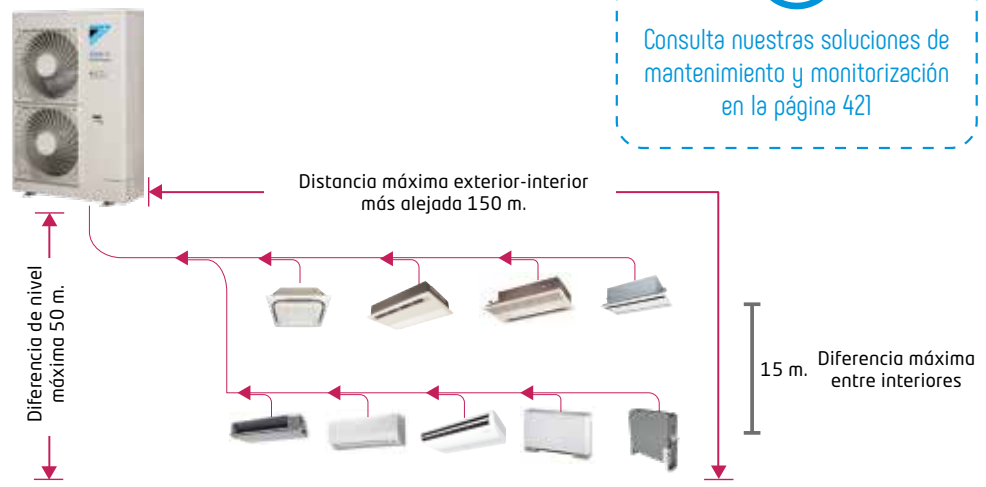 Consulta nuestras soluciones de
mantenimiento y monitorización
en la página 421
Distancia máxima exterior-interior
más alejada 150 m.
Diferencia de nivel
máxima 50 m.
15 m.
Diferencia máxima
entre interiores